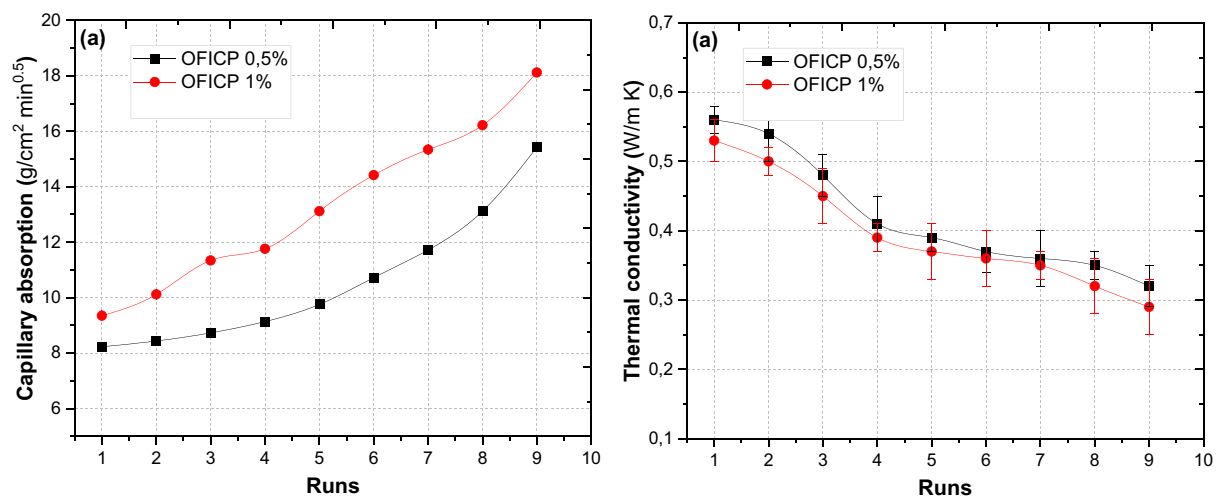 (a)
OFICP 0,5%
OFICP 1%
Capillary absorption (g/cm² min⁰·⁵)
20
18
16
14
12
10
8
6
0 1 2 3 4 5 6 7 8 9 10
Runs
(a)
OFICP 0,5%
OFICP 1%
Thermal conductivity (W/m K)
0,7
0,6
0,5
0,4
0,3
0,2
0,1
1 2 3 4 5 6 7 8 9 10
Runs